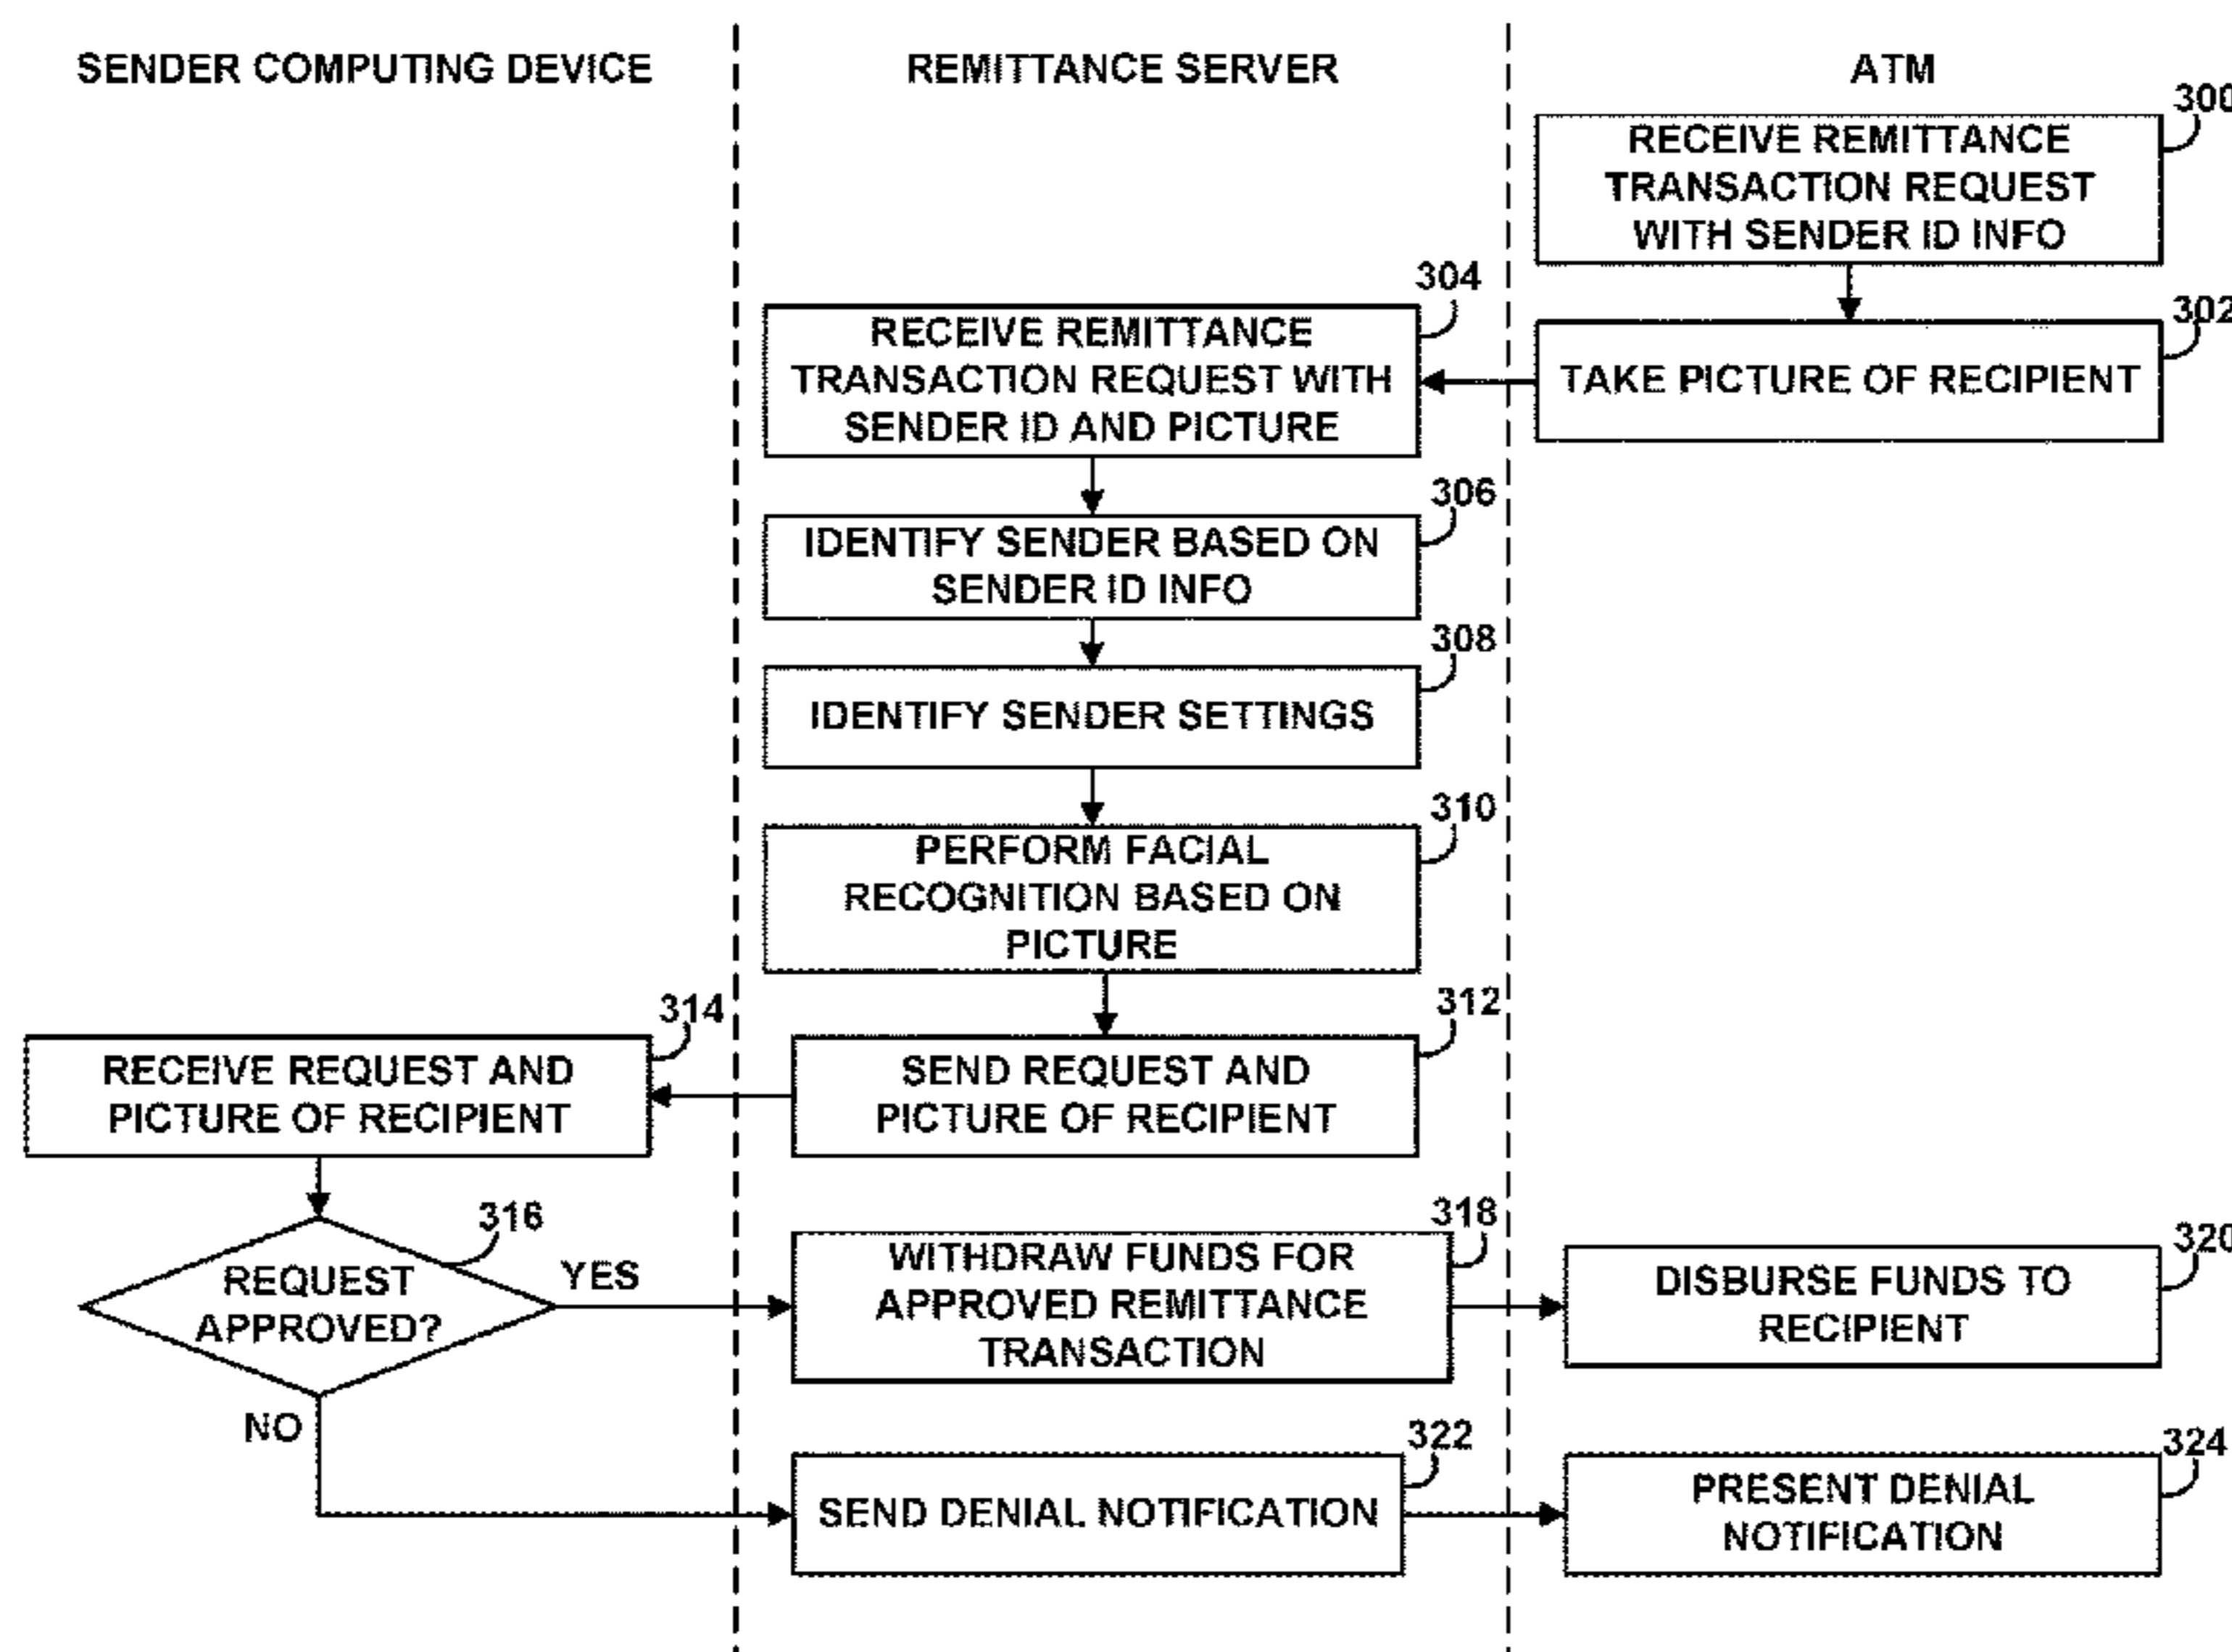 SENDER COMPUTING DEVICE
REMITTANCE SERVER
ATM
300
RECEIVE REMITTANCE
TRANSACTION REQUEST
WITH SENDER ID INFO
302
TAKE PICTURE OF RECIPIENT
304
RECEIVE REMITTANCE
TRANSACTION REQUEST WITH
SENDER ID AND PICTURE
306
IDENTIFY SENDER BASED ON
SENDER ID INFO
308
IDENTIFY SENDER SETTINGS
310
PERFORM FACIAL
RECOGNITION BASED ON
PICTURE
312
SEND REQUEST AND
PICTURE OF RECIPIENT
314
RECEIVE REQUEST AND
PICTURE OF RECIPIENT
316
REQUEST
APPROVED?
YES
NO
318
WITHDRAW FUNDS FOR
APPROVED REMITTANCE
TRANSACTION
320
DISBURSE FUNDS TO
RECIPIENT
322
SEND DENIAL NOTIFICATION
324
PRESENT DENIAL
NOTIFICATION